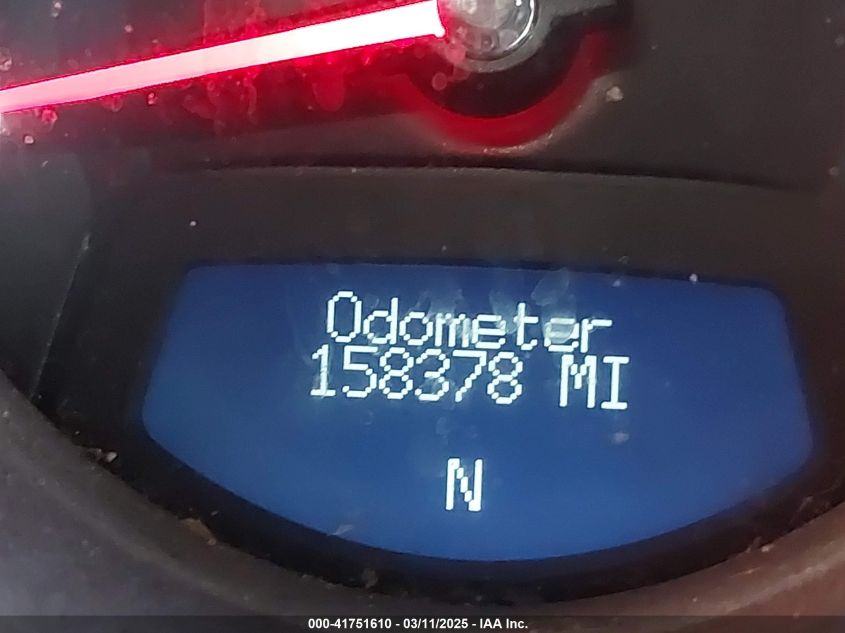 Odometer
158378 MI
N
000-41751610 - 03/11/2025 - IAA Inc.